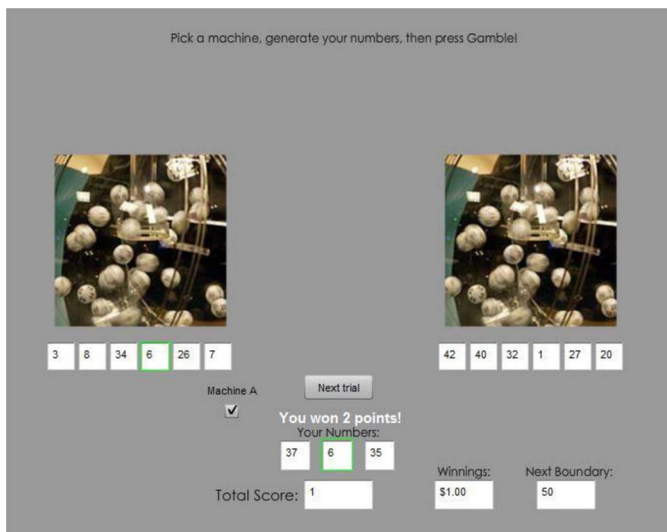 Pick a machine, generate your numbers, then press Gamble!
3 8 34 6 26 7
42 40 32 1 27 20
Machine A
Next trial
You won 2 points!
Your Numbers:
37 6 35
Winnings: Next Boundary:
Total Score: 1 $1.00 50